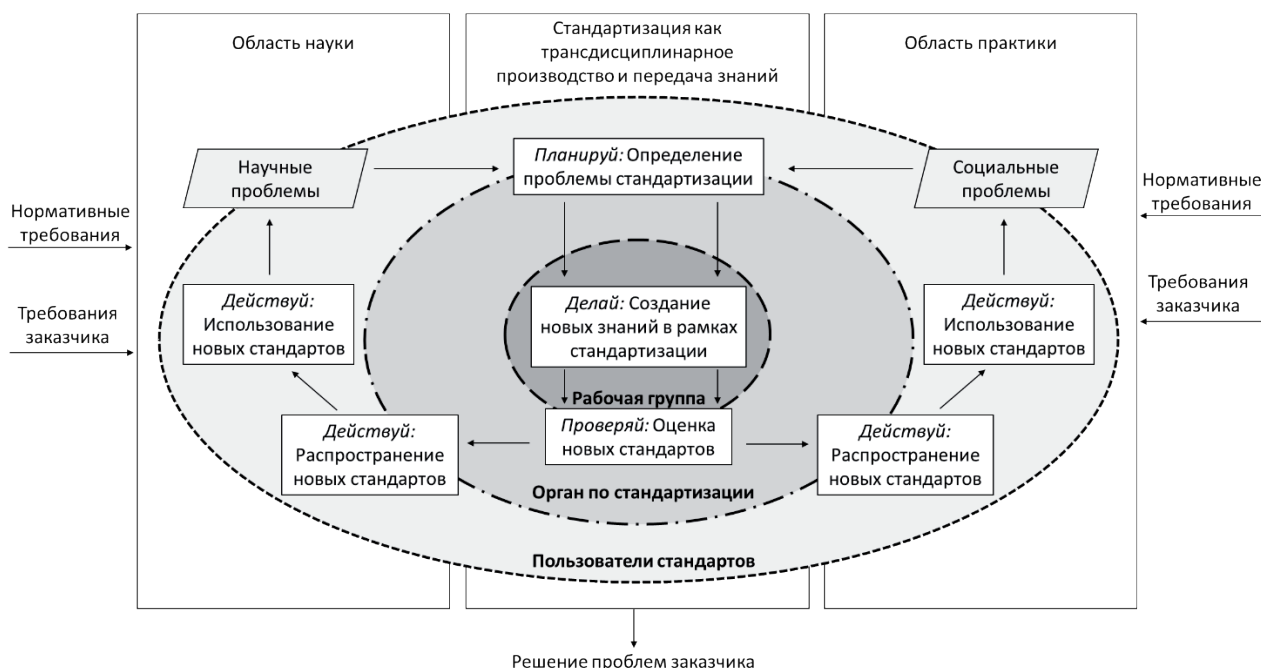 Область науки
Стандартизация как
трансдисциплинарное
производство и передача знаний
Область практики
Научные
проблемы
Планируй: Определение
проблемы стандартизации
Социальные
проблемы
Нормативные
требования
Нормативные
требования
Требования
заказчика
Требования
заказчика
Действуй:
Использование
новых стандартов
Делай: Создание
новых знаний в рамках
стандартизации
Действуй:
Использование
новых стандартов
Рабочая группа
Действуй:
Распространение
новых стандартов
Проверяй: Оценка
новых стандартов
Действуй:
Распространение
новых стандартов
Орган по стандартизации
Пользователи стандартов
Решение проблем заказчика